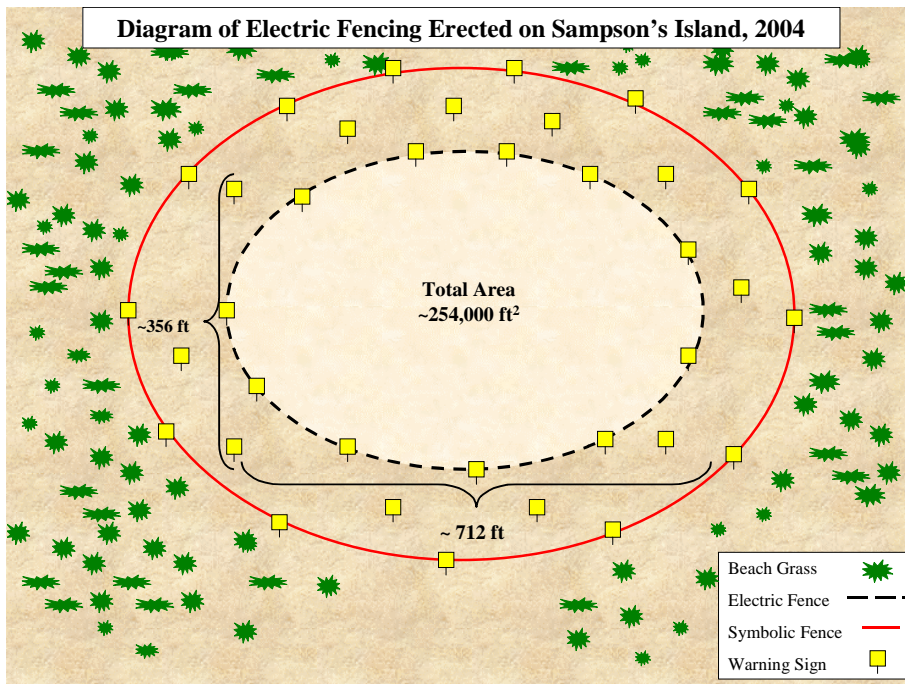 Diagram of Electric Fencing Erected on Sampson's Island, 2004
Total Area
~254,000 ft²
~356 ft
~ 712 ft
Beach Grass
Electric Fence
Symbolic Fence
Warning Sign